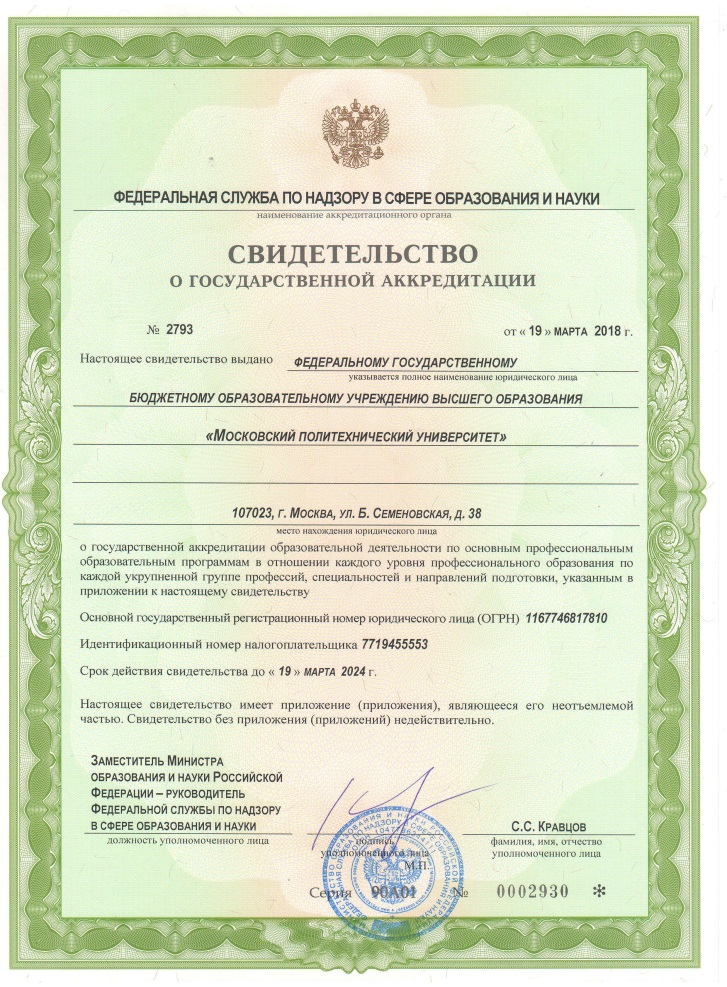 ФЕДЕРАЛЬНАЯ СЛУЖБА ПО НАДЗОРУ В СФЕРЕ ОБРАЗОВАНИЯ И НАУКИ
наименование аккредитационного органа
СВИДЕТЕЛЬСТВО
О ГОСУДАРСТВЕННОЙ АККРЕДИТАЦИИ
№ 2793 от « 19 » МАРТА 2018 г.
Настоящее свидетельство выдано ФЕДЕРАЛЬНОМУ ГОСУДАРСТВЕННОМУ
указывается полное наименование юридического лица
БЮДЖЕТНОМУ ОБРАЗОВАТЕЛЬНОМУ УЧРЕЖДЕНИЮ ВЫСШЕГО ОБРАЗОВАНИЯ
«МОСКОВСКИЙ ПОЛИТЕХНИЧЕСКИЙ УНИВЕРСИТЕТ»
107023, г. МОСКВА, УЛ. Б. СЕМЕНОВСКАЯ, Д. 38
место нахождения юридического лица
о государственной аккредитации образовательной деятельности по основным профессиональным
образовательным программам в отношении каждого уровня профессионального образования по
каждой укрупненной группе профессий, специальностей и направлений подготовки, указанным в
приложении к настоящему свидетельству
Основной государственный регистрационный номер юридического лица (ОГРН) 1167746817810
Идентификационный номер налогоплательщика 7719455553
Срок действия свидетельства до « 19 » МАРТА 2024 г.
Настоящее свидетельство имеет приложение (приложения), являющееся его неотъемлемой
частью. Свидетельство без приложения (приложений) недействительно.
ЗАМЕСТИТЕЛЬ МИНИСТРА
ОБРАЗОВАНИЯ И НАУКИ РОССИЙСКОЙ
ФЕДЕРАЦИИ – РУКОВОДИТЕЛЬ
ФЕДЕРАЛЬНОЙ СЛУЖБЫ ПО НАДЗОРУ
В СФЕРЕ ОБРАЗОВАНИЯ И НАУКИ
С.С. КРАВЦОВ
должность уполномоченного лица
подпись
уполномоченного лица
фамилия, имя, отчество
уполномоченного лица
М.П.
Серия 90А01 № 0002930 *